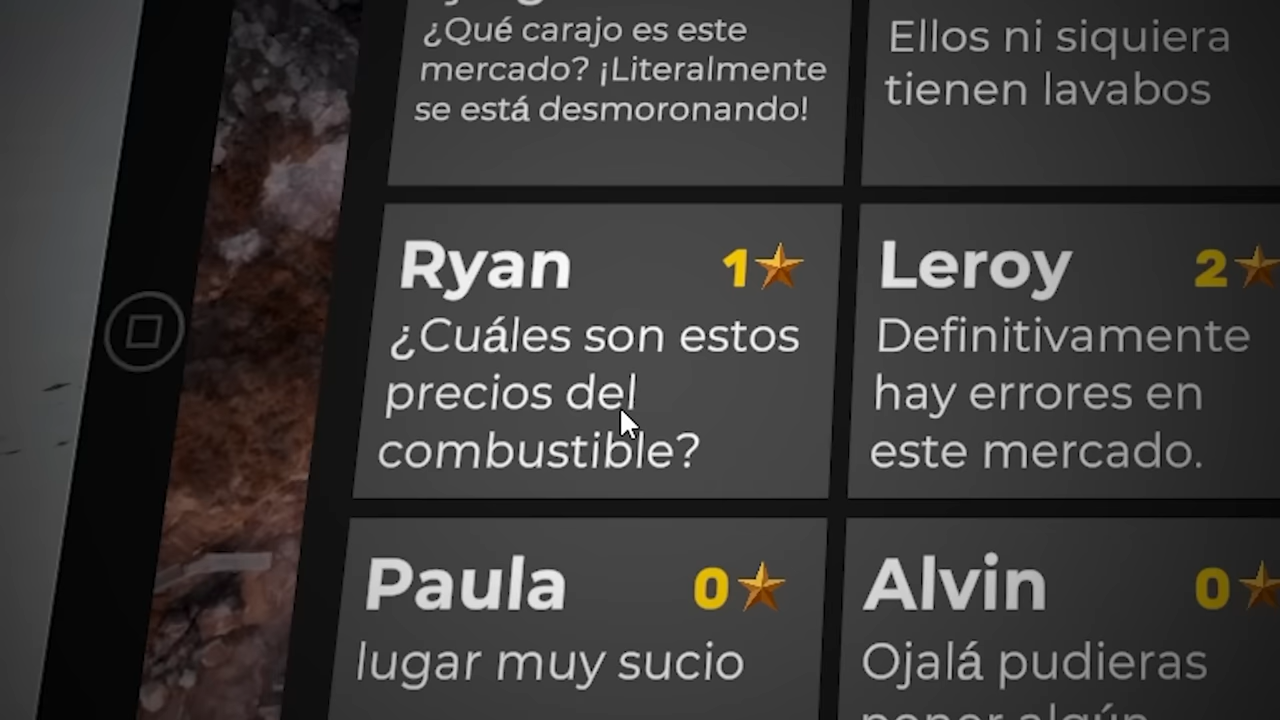 ¿Qué carajo es este
mercado? ¡Literalmente
se está desmoronando!
Ellos ni siquiera
tienen lavabos
Ryan 1
¿Cuáles son estos
precios del
combustible?
Leroy 2
Definitivamente
hay errores en
este mercado.
Paula 0
lugar muy sucio
Alvin 0
Ojalá pudieras
poner algún